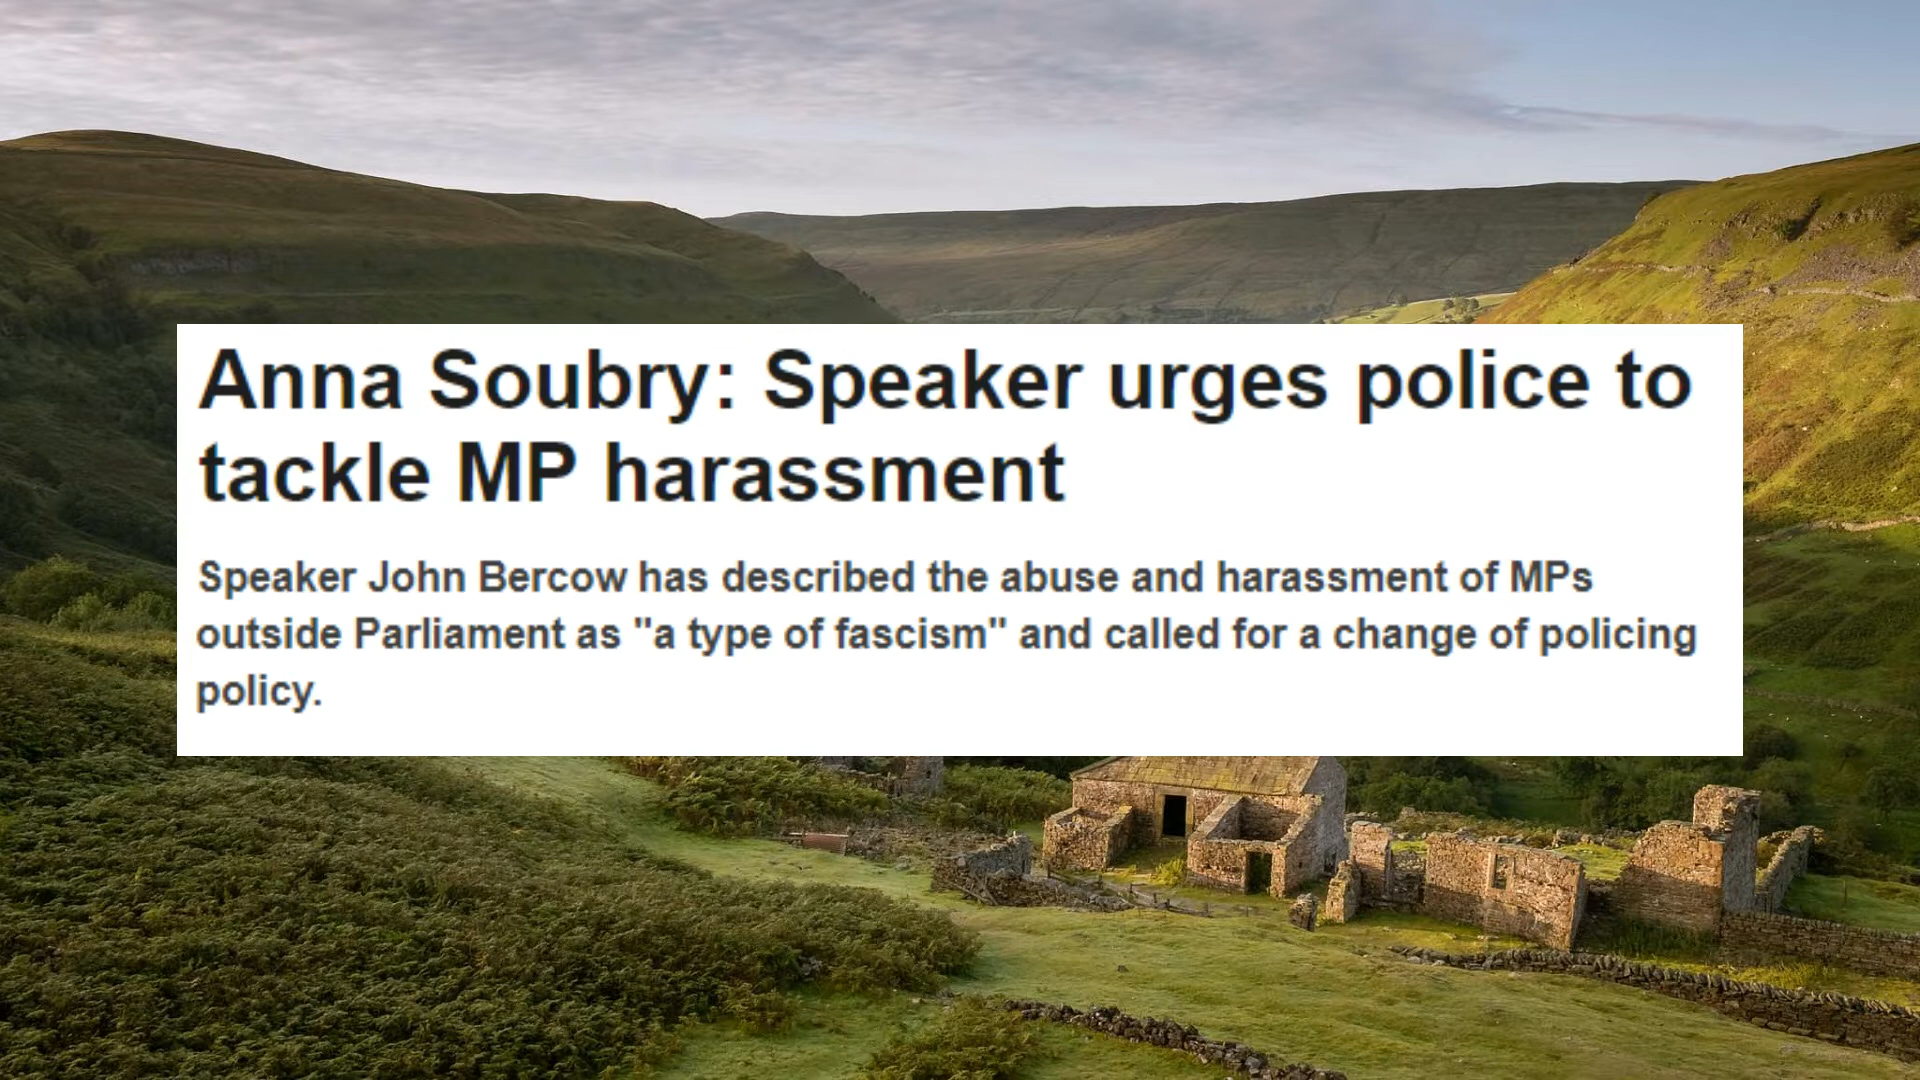 Anna Soubry: Speaker urges police to
tackle MP harassment
Speaker John Bercow has described the abuse and harassment of MPs
outside Parliament as "a type of fascism" and called for a change of policing
policy.